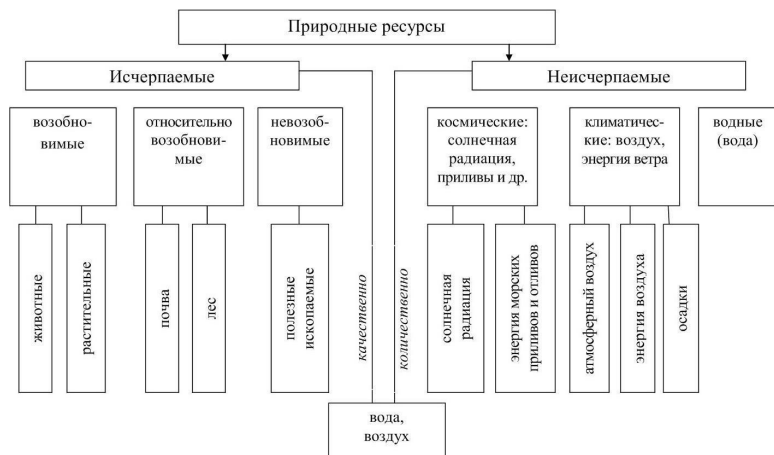 Природные ресурсы
Исчерпаемые
Неисчерпаемые
возобно-
вимые
относительно
возобнови-
мые
невозоб-
новимые
космические:
солнечная
радиация,
приливы и др.
климатичес-
кие: воздух,
энергия ветра
водные
(вода)
животные
растительные
почва
лес
полезные
ископаемые
качественно
количественно
солнечная
радиация
энергия морских
приливов и отливов
атмосферный воздух
энергия воздуха
осадки
вода,
воздух